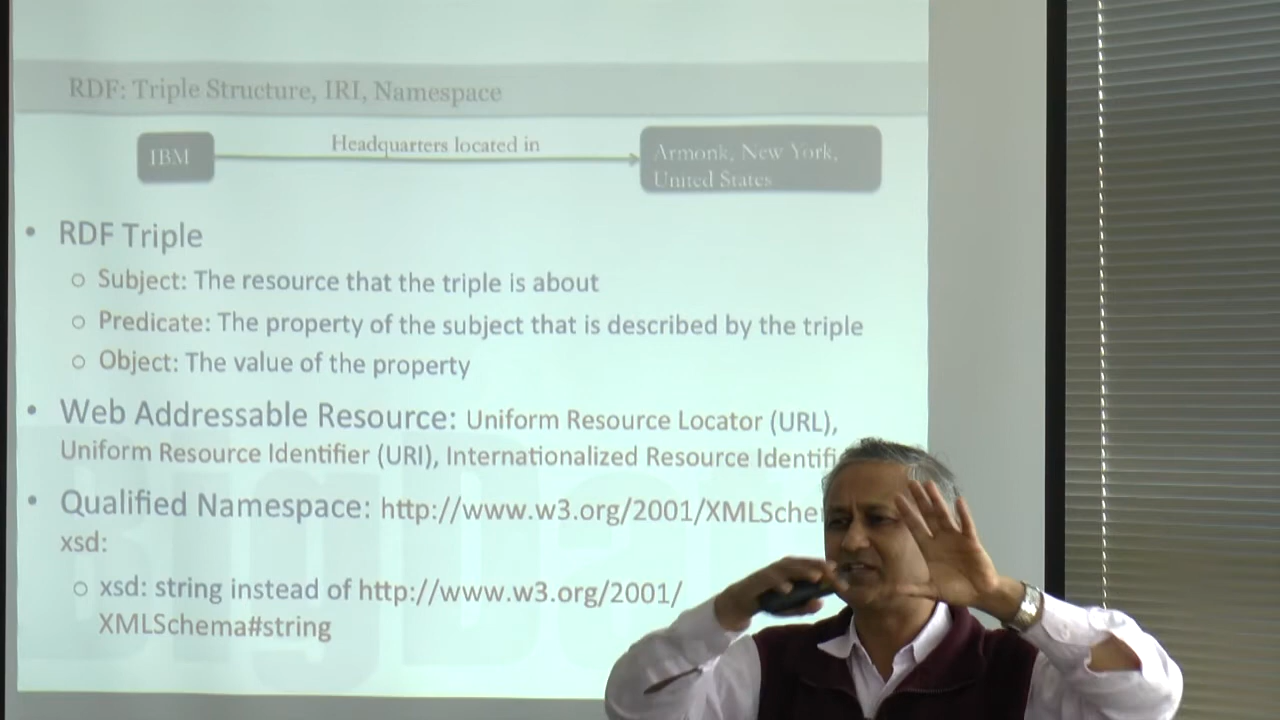 RDF: Triple Structure, IRI, Namespace
IBM
Headquarters located in
Armonk, New York,
United States
• RDF Triple
○ Subject: The resource that the triple is about
○ Predicate: The property of the subject that is described by the triple
○ Object: The value of the property
• Web Addressable Resource: Uniform Resource Locator (URL),
Uniform Resource Identifier (URI), Internationalized Resource Identifi
• Qualified Namespace: http://www.w3.org/2001/XMLSche
xsd:
○ xsd: string instead of http://www.w3.org/2001/
XMLSchema#string
BigDat